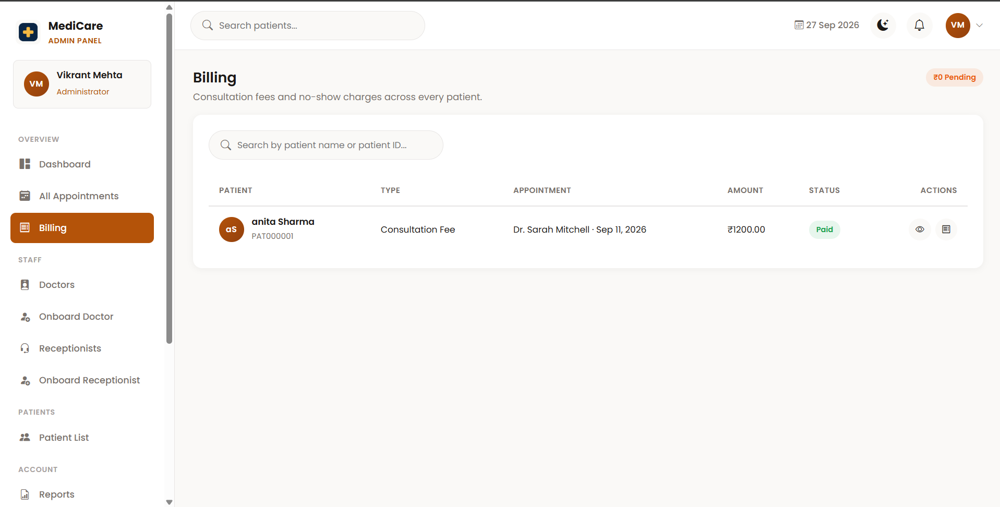 MediCare
ADMIN PANEL
VM
Vikrant Mehta
Administrator
OVERVIEW
Dashboard
All Appointments
Billing
STAFF
Doctors
Onboard Doctor
Receptionists
Onboard Receptionist
PATIENTS
Patient List
ACCOUNT
Reports
Search patients...
27 Sep 2026
VM
Billing
₹0 Pending
Consultation fees and no-show charges across every patient.
Search by patient name or patient ID...
PATIENT TYPE APPOINTMENT AMOUNT STATUS ACTIONS
aS
anita Sharma
PAT000001
Consultation Fee
Dr. Sarah Mitchell · Sep 11, 2026
₹1200.00
Paid